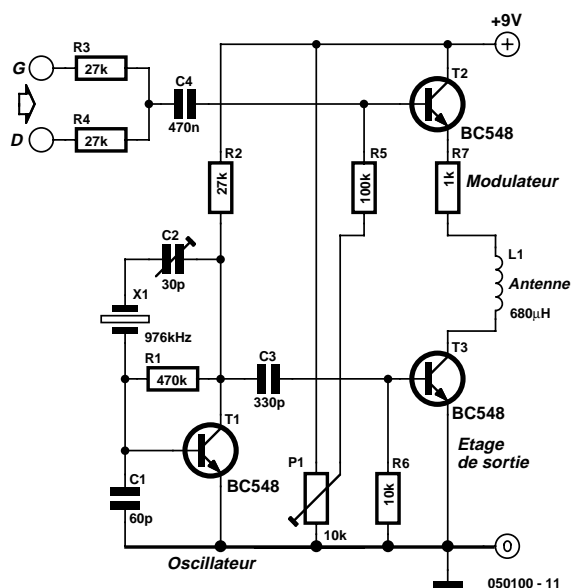 +9V
G
R3
27k
C4
470n
D
R4
27k
T2
BC548
R2
27k
R5
100k
R7
1k
Modulateur
C2
30p
X1
976kHz
L1
Antenne
680µH
R1
470k
C3
330p
T3
BC548
T1
BC548
Etage
de sortie
C1
60p
P1
10k
R6
10k
Oscillateur
0
050100 - 11